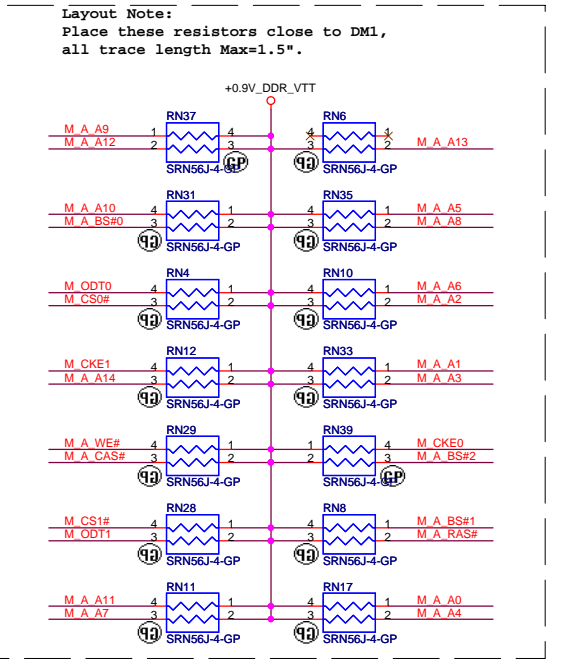 Layout Note:
Place these resistors close to DM1,
all trace length Max=1.5".
+0.9V_DDR_VTT
RN37
M_A_A9 1 4
M_A_A12 2 3
GP
SRN56J-4-GP
RN6
4 1
3 2 M_A_A13
GP
SRN56J-4-GP
RN31
M_A_A10 4 1
M_A_BS#0 3 2
GP
SRN56J-4-GP
RN35
4 1 M_A_A5
3 2 M_A_A8
GP
SRN56J-4-GP
RN4
M_ODT0 4 1
M_CS0# 3 2
GP
SRN56J-4-GP
RN10
4 1 M_A_A6
3 2 M_A_A2
GP
SRN56J-4-GP
RN12
M_CKE1 4 1
M_A_A14 3 2
GP
SRN56J-4-GP
RN33
4 1 M_A_A1
3 2 M_A_A3
GP
SRN56J-4-GP
RN29
M_A_WE# 4 1
M_A_CAS# 3 2
GP
SRN56J-4-GP
RN39
1 4 M_CKE0
2 3 M_A_BS#2
GP
SRN56J-4-GP
RN28
M_CS1# 4 1
M_ODT1 3 2
GP
SRN56J-4-GP
RN8
4 1 M_A_BS#1
3 2 M_A_RAS#
GP
SRN56J-4-GP
RN11
M_A_A11 4 1
M_A_A7 3 2
GP
SRN56J-4-GP
RN17
4 1 M_A_A0
3 2 M_A_A4
GP
SRN56J-4-GP